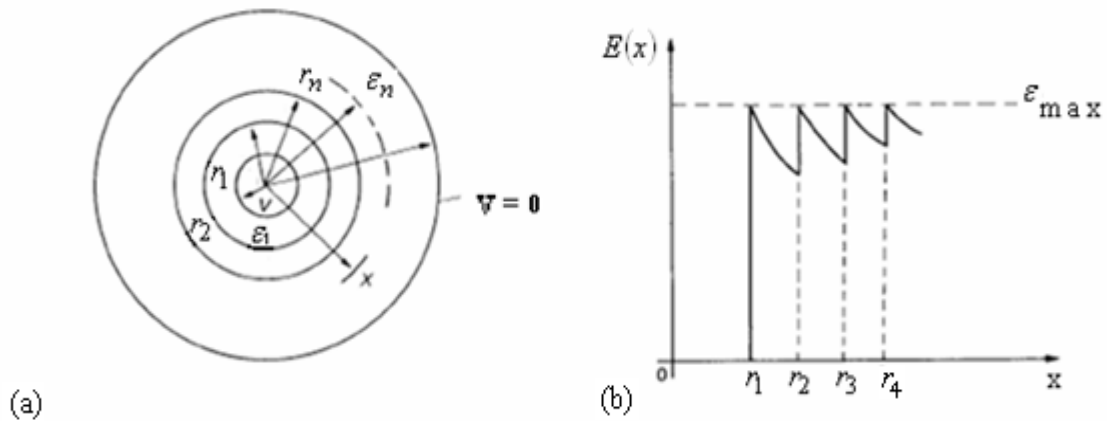 r_n
ε_n
r_1
V
r_2
ε_1
x
V = 0
(a)
E(x)
ε_max
0
r_1 r_2 r_3 r_4
x
(b)